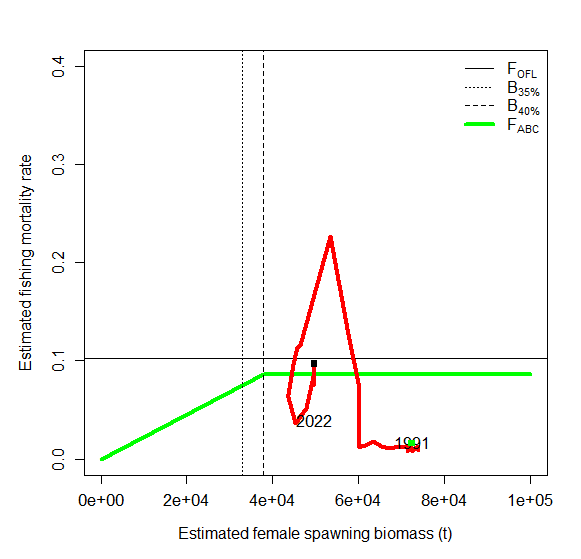 F_OFL
B_35%
B_40%
F_ABC
0.4
0.3
0.2
0.1
0.0
Estimated fishing mortality rate
2022
1991
0e+00 2e+04 4e+04 6e+04 8e+04 1e+05
Estimated female spawning biomass (t)